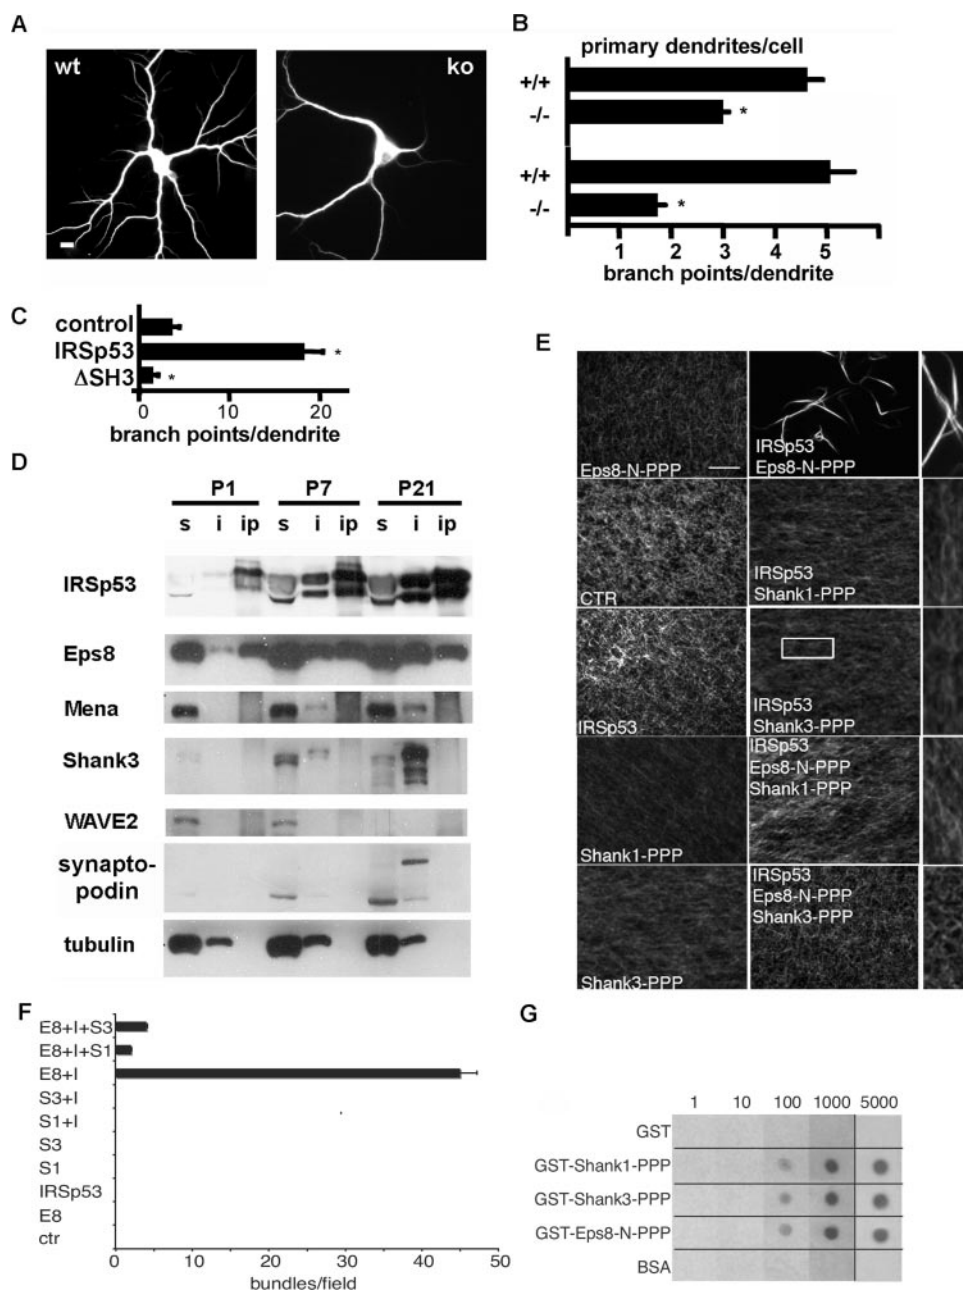 A
wt
ko
B
primary dendrites/cell
+/+
-/-
*
+/+
-/-
*
1 2 3 4 5
branch points/dendrite
C
control
IRSp53
*
ΔSH3
*
0 10 20
branch points/dendrite
D
P1 P7 P21
s i ip s i ip s i ip
IRSp53
Eps8
Mena
Shank3
WAVE2
synapto-
podin
tubulin
E
Eps8-N-PPP
IRSp53
Eps8-N-PPP
CTR
IRSp53
Shank1-PPP
IRSp53
IRSp53
Shank3-PPP
Shank1-PPP
IRSp53
Eps8-N-PPP
Shank1-PPP
Shank3-PPP
IRSp53
Eps8-N-PPP
Shank3-PPP
F
E8+I+S3
E8+I+S1
E8+I
S3+I
S1+I
S3
S1
IRSp53
E8
ctr
0 10 20 30 40 50
bundles/field
G
1 10 100 1000 5000
GST
GST-Shank1-PPP
GST-Shank3-PPP
GST-Eps8-N-PPP
BSA